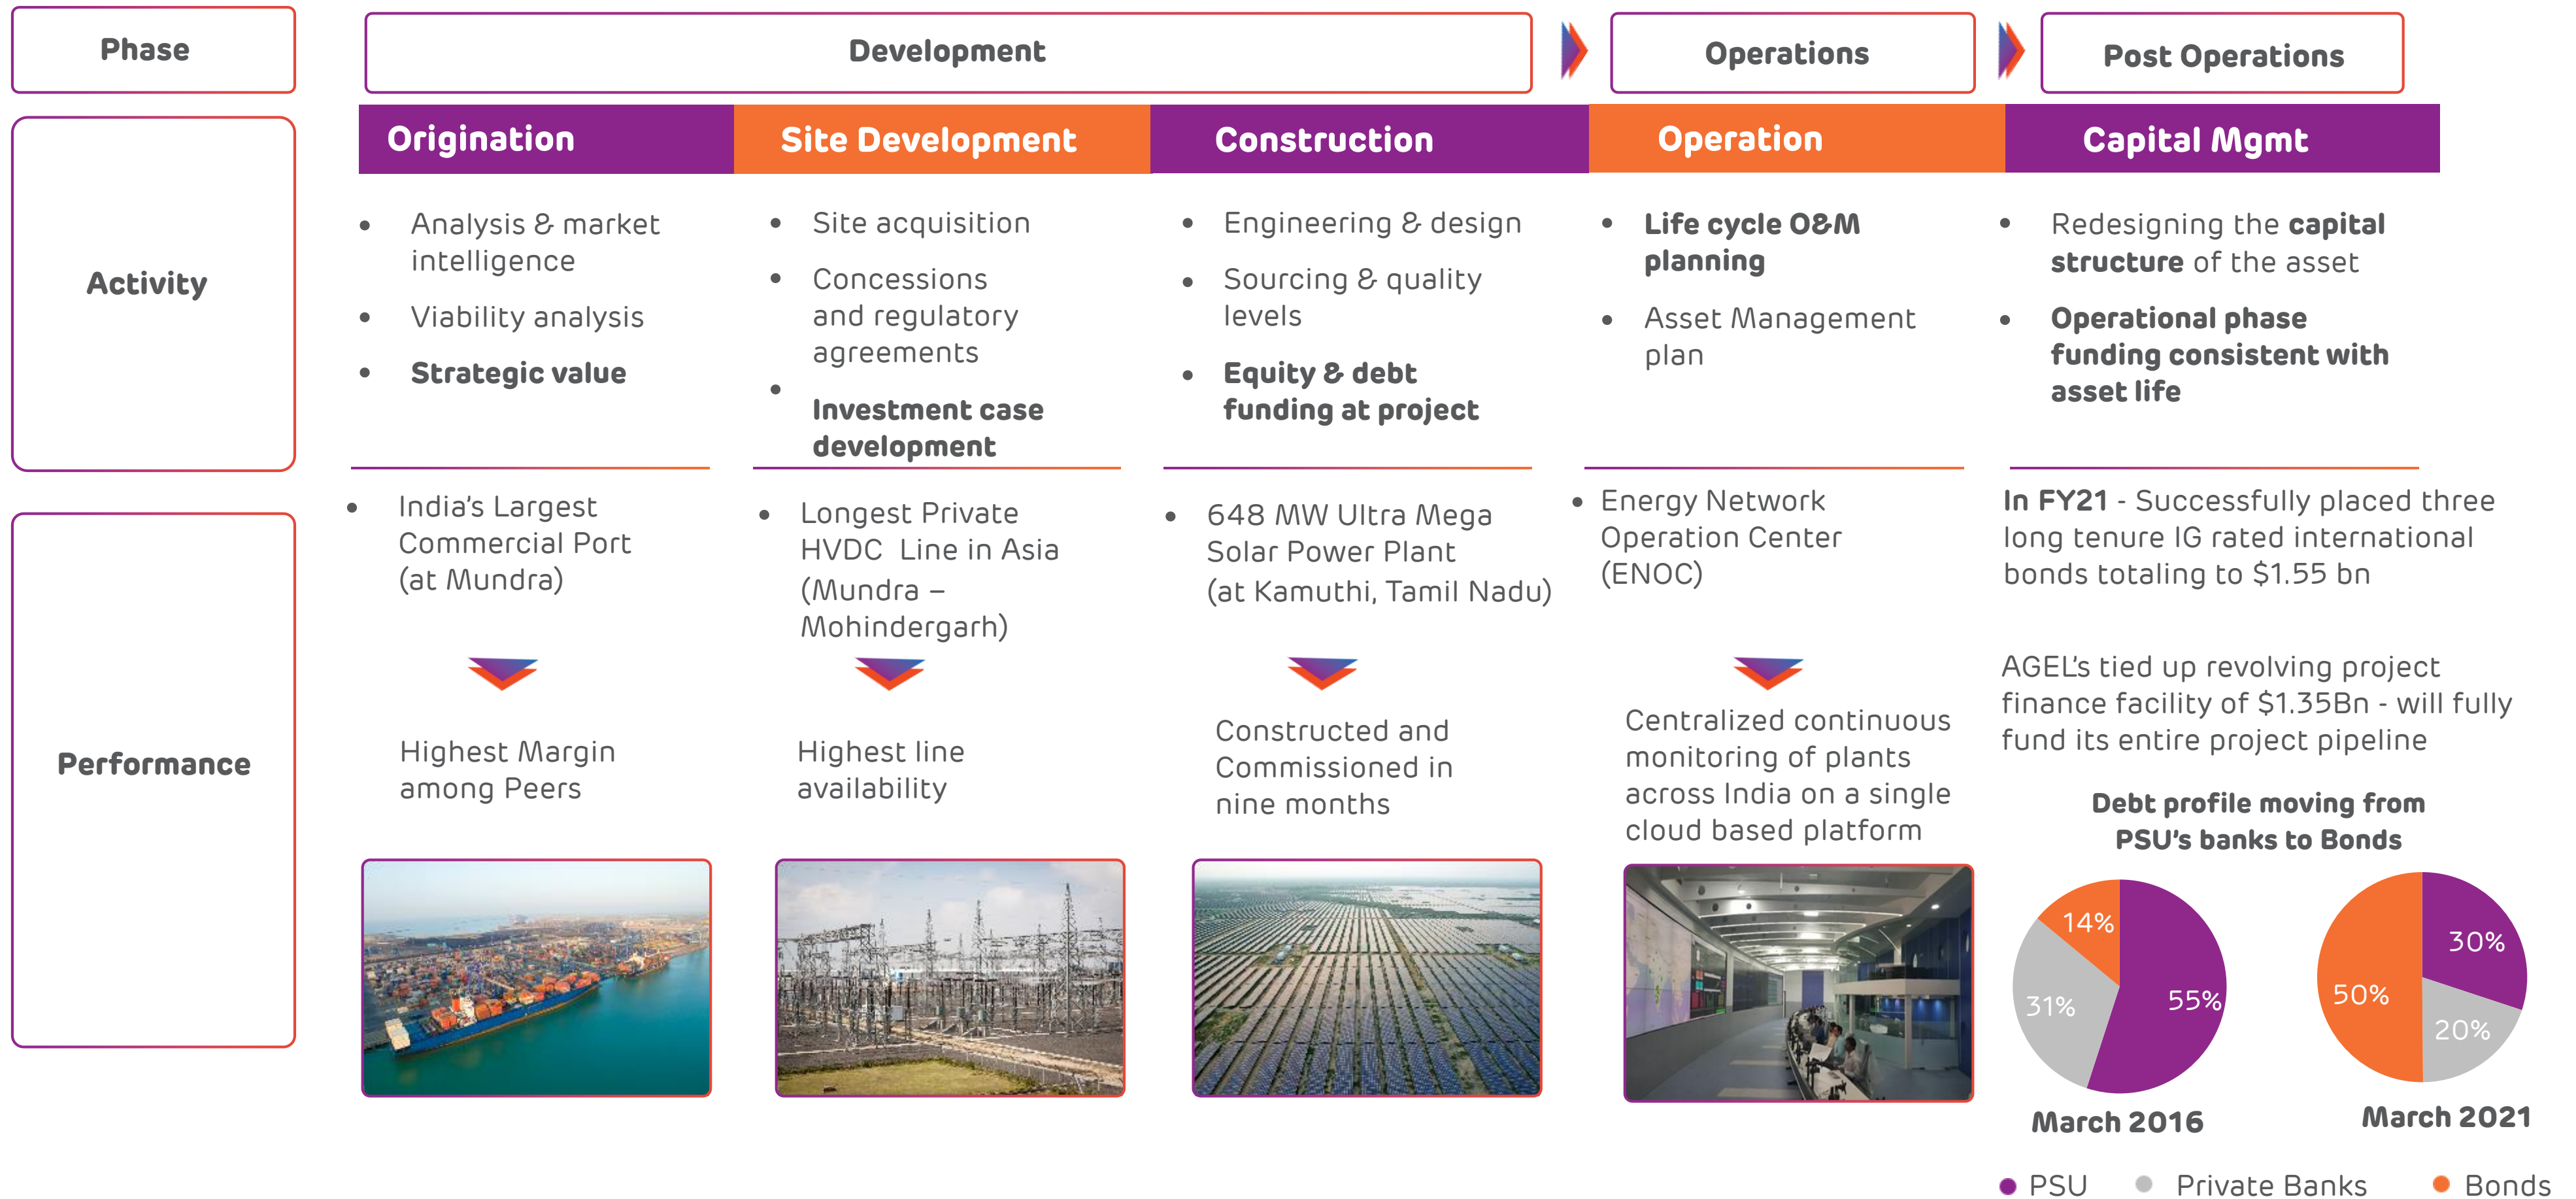 Phase
Development
Operations
Post Operations
Activity
Origination
Site Development
Construction
Operation
Capital Mgmt
• Analysis & market
intelligence
• Viability analysis
• Strategic value
• Site acquisition
• Concessions
and regulatory
agreements
• Investment case
development
• Engineering & design
• Sourcing & quality
levels
• Equity & debt
funding at project
• Life cycle O&M
planning
• Asset Management
plan
• Redesigning the capital
structure of the asset
• Operational phase
funding consistent with
asset life
Performance
• India's Largest
Commercial Port
(at Mundra)
Highest Margin
among Peers
• Longest Private
HVDC Line in Asia
(Mundra –
Mohindergarh)
Highest line
availability
• 648 MW Ultra Mega
Solar Power Plant
(at Kamuthi, Tamil Nadu)
Constructed and
Commissioned in
nine months
• Energy Network
Operation Center
(ENOC)
Centralized continuous
monitoring of plants
across India on a single
cloud based platform
In FY21 - Successfully placed three
long tenure IG rated international
bonds totaling to $1.55 bn
AGEL's tied up revolving project
finance facility of $1.35Bn - will fully
fund its entire project pipeline
Debt profile moving from
PSU's banks to Bonds
14%
31%
55%
March 2016
30%
50%
20%
March 2021
PSU
Private Banks
Bonds